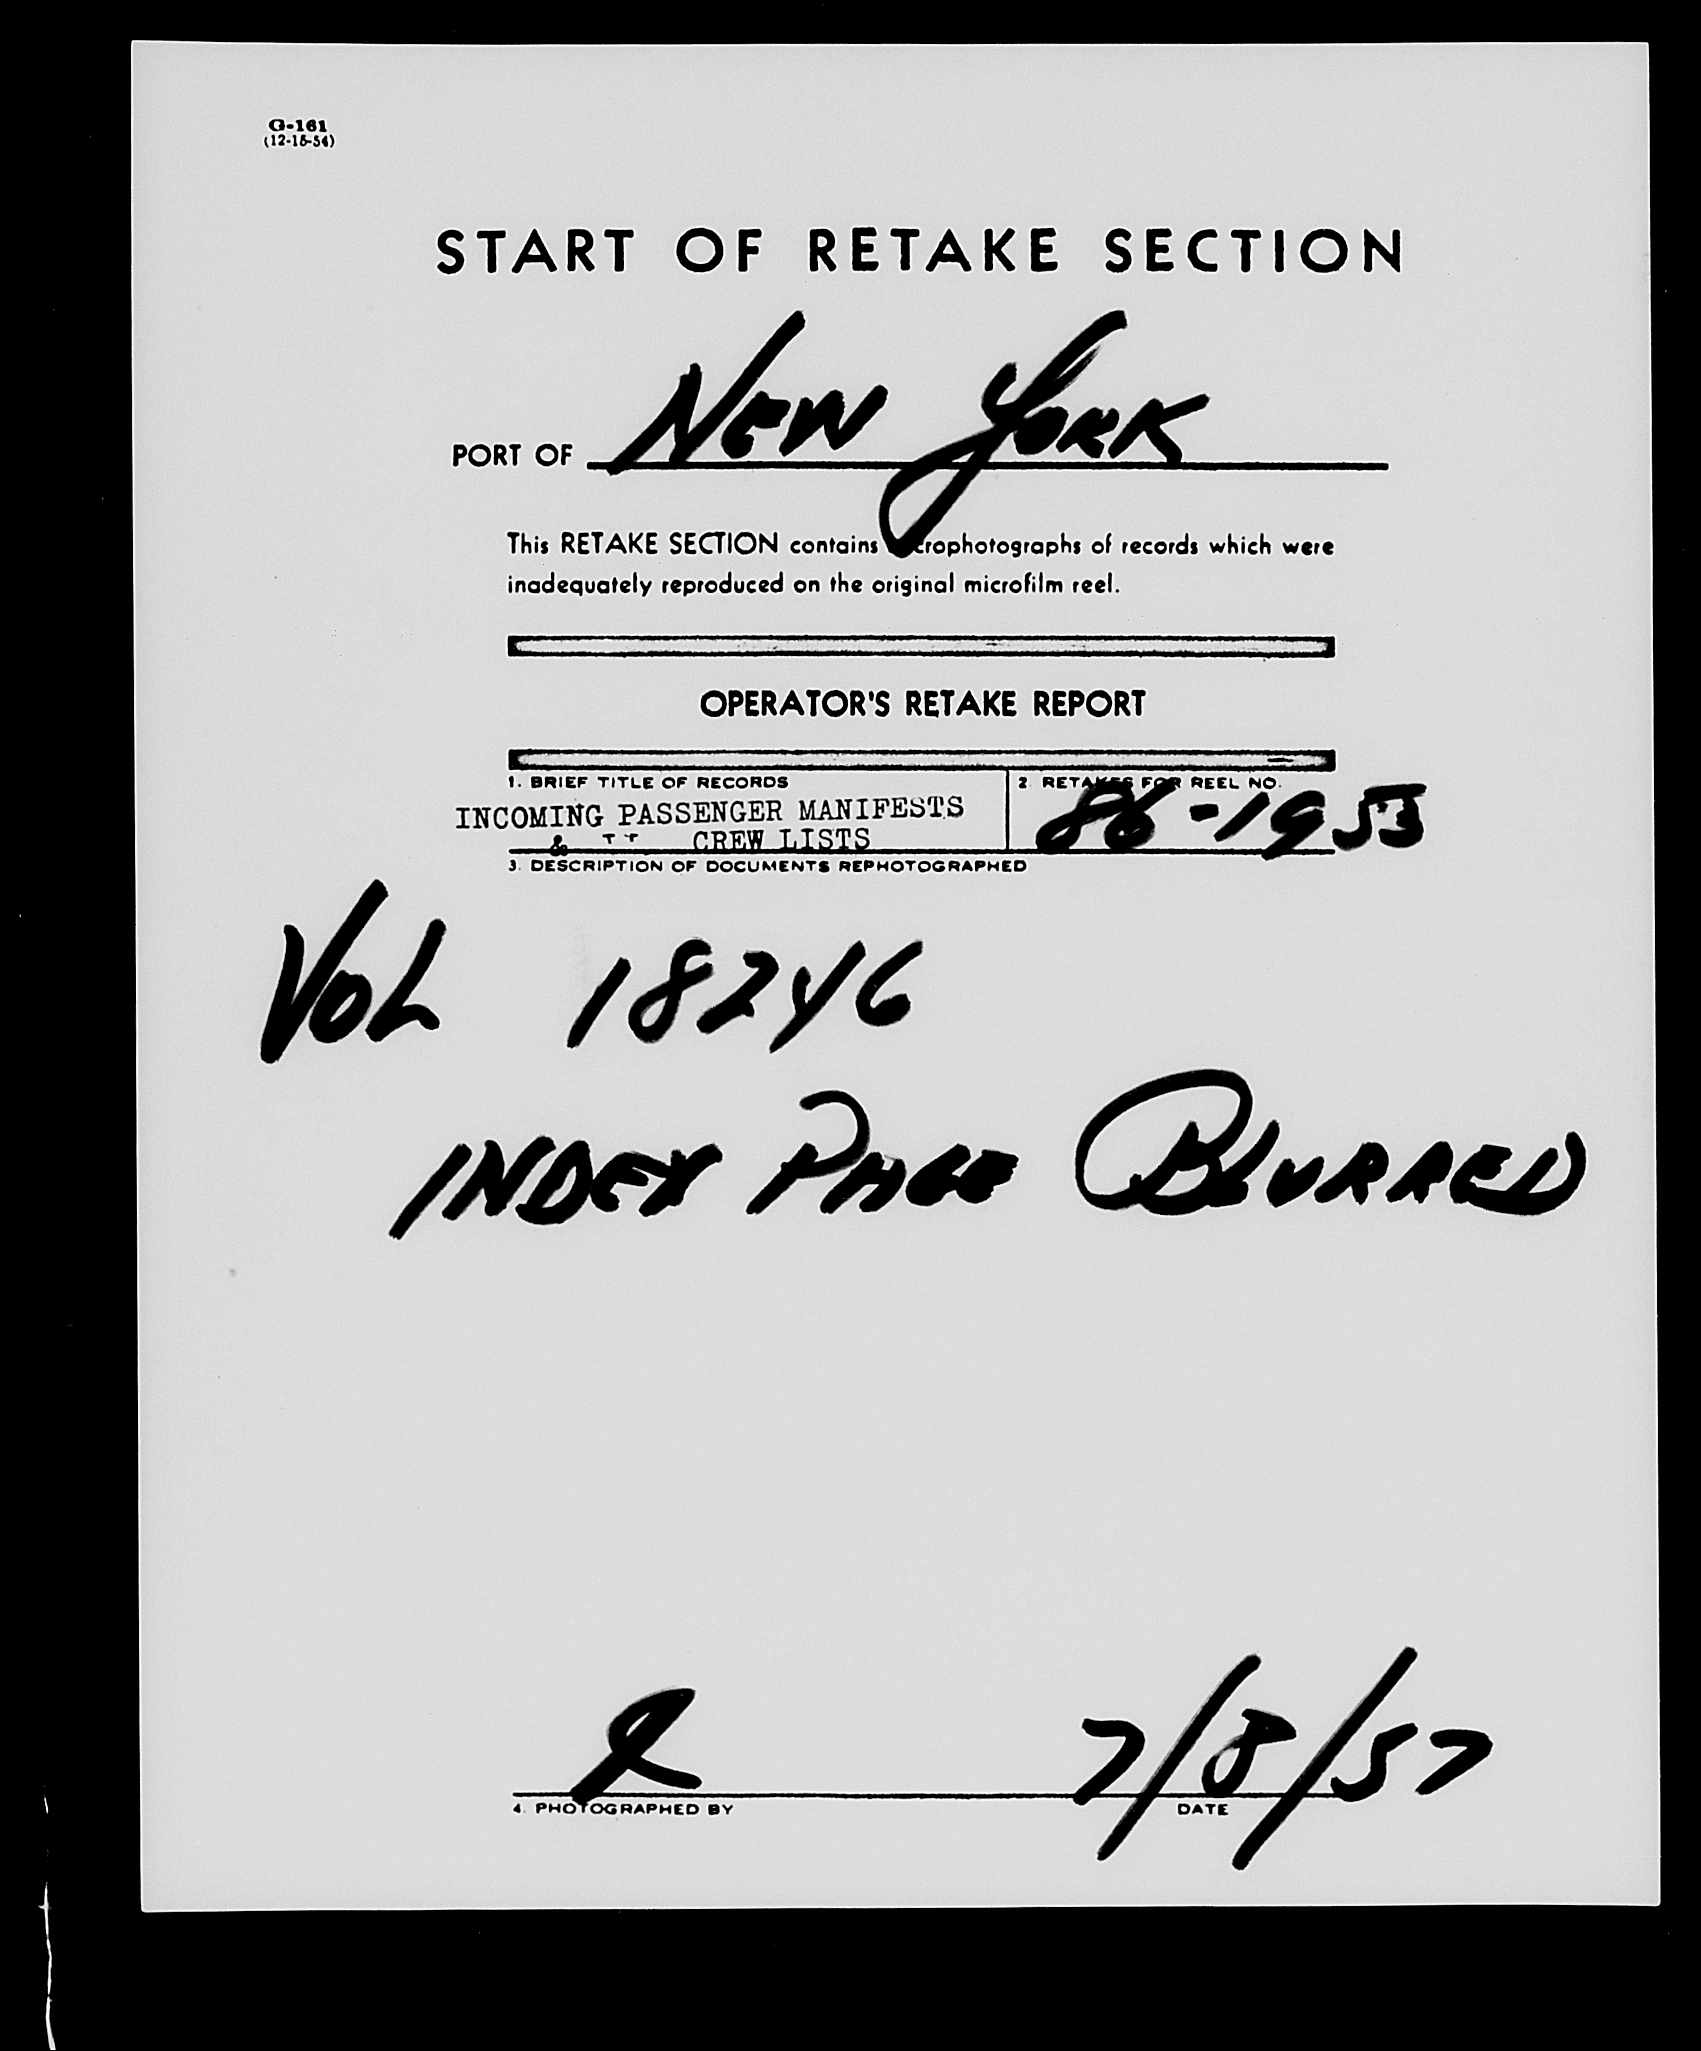 G-161
(12-15-54)
START OF RETAKE SECTION
PORT OF NEW YORK
This RETAKE SECTION contains microphotographs of records which were
inadequately reproduced on the original microfilm reel.
OPERATOR'S RETAKE REPORT
1. BRIEF TITLE OF RECORDS
INCOMING PASSENGER MANIFESTS
& " CREW LISTS
2. RETAKES FOR REEL NO.
86-1953
3. DESCRIPTION OF DOCUMENTS REPHOTOGRAPHED
VOL 18246
INDEX PAGE BLURRED
7/8/57
4. PHOTOGRAPHED BY
DATE